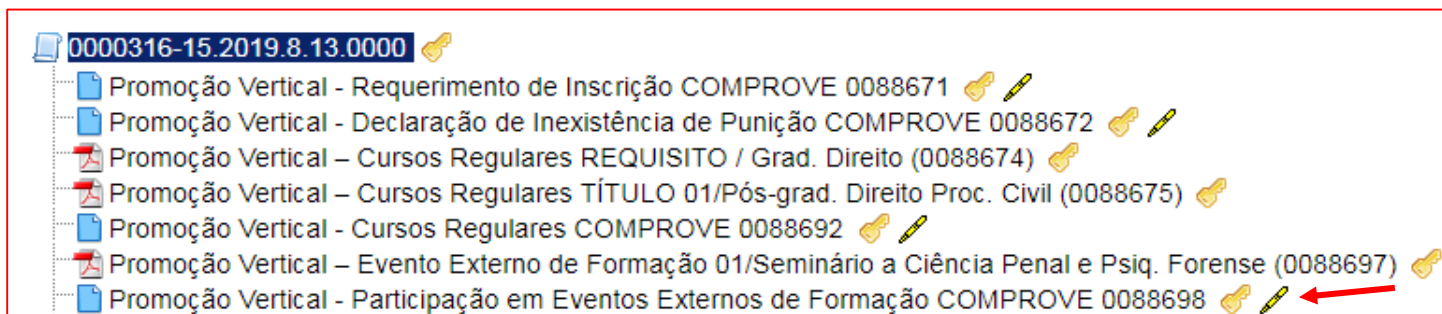 0000316-15.2019.8.13.0000
Promoção Vertical - Requerimento de Inscrição COMPROVE 0088671
Promoção Vertical - Declaração de Inexistência de Punição COMPROVE 0088672
Promoção Vertical – Cursos Regulares REQUISITO / Grad. Direito (0088674)
Promoção Vertical – Cursos Regulares TÍTULO 01/Pós-grad. Direito Proc. Civil (0088675)
Promoção Vertical - Cursos Regulares COMPROVE 0088692
Promoção Vertical – Evento Externo de Formação 01/Seminário a Ciência Penal e Psiq. Forense (0088697)
Promoção Vertical - Participação em Eventos Externos de Formação COMPROVE 0088698